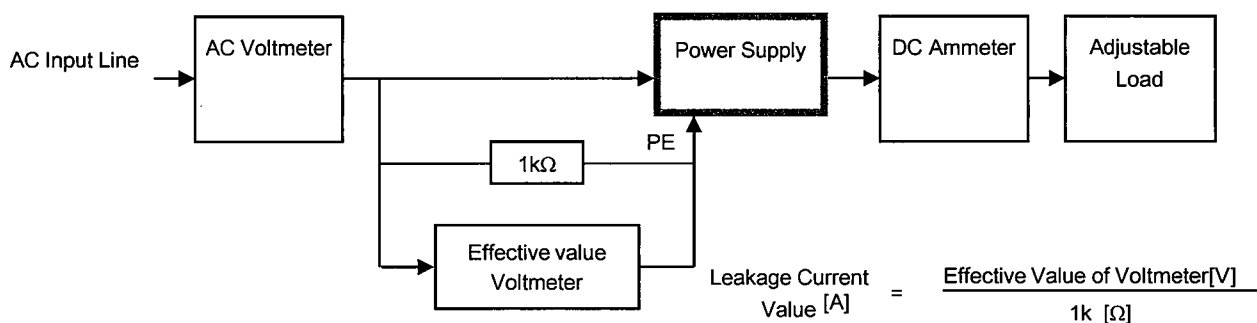 AC Input Line
AC Voltmeter
Power Supply
DC Ammeter
Adjustable
Load
PE
1kΩ
Effective value
Voltmeter
Leakage Current
Value [A]
=
Effective Value of Voltmeter[V]
1k [Ω]